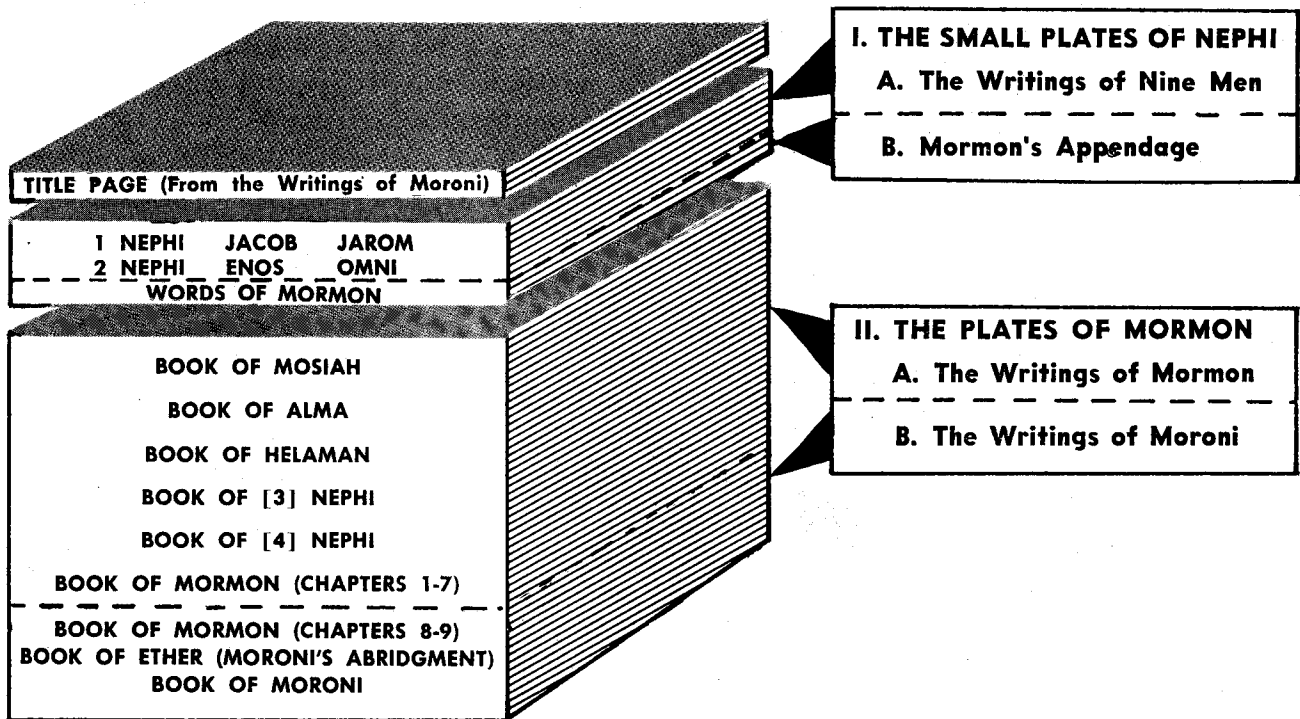 TITLE PAGE (From the Writings of Moroni)
1 NEPHI JACOB JAROM
2 NEPHI ENOS OMNI
WORDS OF MORMON
BOOK OF MOSIAH
BOOK OF ALMA
BOOK OF HELAMAN
BOOK OF [3] NEPHI
BOOK OF [4] NEPHI
BOOK OF MORMON (CHAPTERS 1-7)
BOOK OF MORMON (CHAPTERS 8-9)
BOOK OF ETHER (MORONI'S ABRIDGMENT)
BOOK OF MORONI
I. THE SMALL PLATES OF NEPHI
A. The Writings of Nine Men
B. Mormon's Appendage
II. THE PLATES OF MORMON
A. The Writings of Mormon
B. The Writings of Moroni